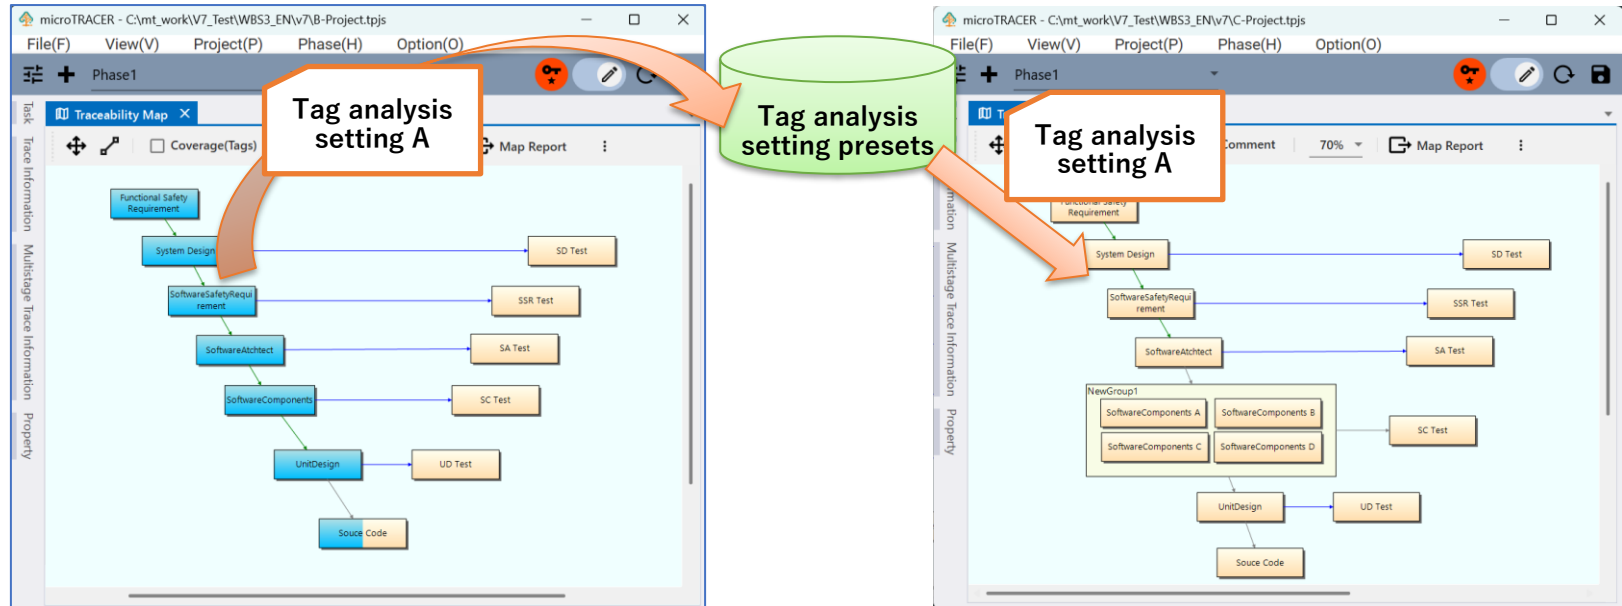 microTRACER - C:\mt_work\V7_Test\WBS3_EN\v7\B-Project.tpjs
File(F) View(V) Project(P) Phase(H) Option(O)
Phase1
Task
Trace Information
Multistage Trace Information
Property
Traceability Map
Coverage(Tags)
Map Report
Tag analysis
setting A
Functional Safety
Requirement
System Design
SD Test
SoftwareSafetyRequi
rement
SSR Test
SoftwareAtchtect
SA Test
SoftwareComponents
SC Test
UnitDesign
UD Test
Souce Code
Tag analysis
setting presets
microTRACER - C:\mt_work\V7_Test\WBS3_EN\v7\C-Project.tpjs
File(F) View(V) Project(P) Phase(H) Option(O)
Phase1
Multistage Trace Information
Property
Comment
70%
Map Report
Tag analysis
setting A
Functional Safety
Requirement
System Design
SD Test
SoftwareSafetyRequi
rement
SSR Test
SoftwareAtchtect
SA Test
NewGroup1
SoftwareComponents A
SoftwareComponents B
SoftwareComponents C
SoftwareComponents D
SC Test
UnitDesign
UD Test
Souce Code